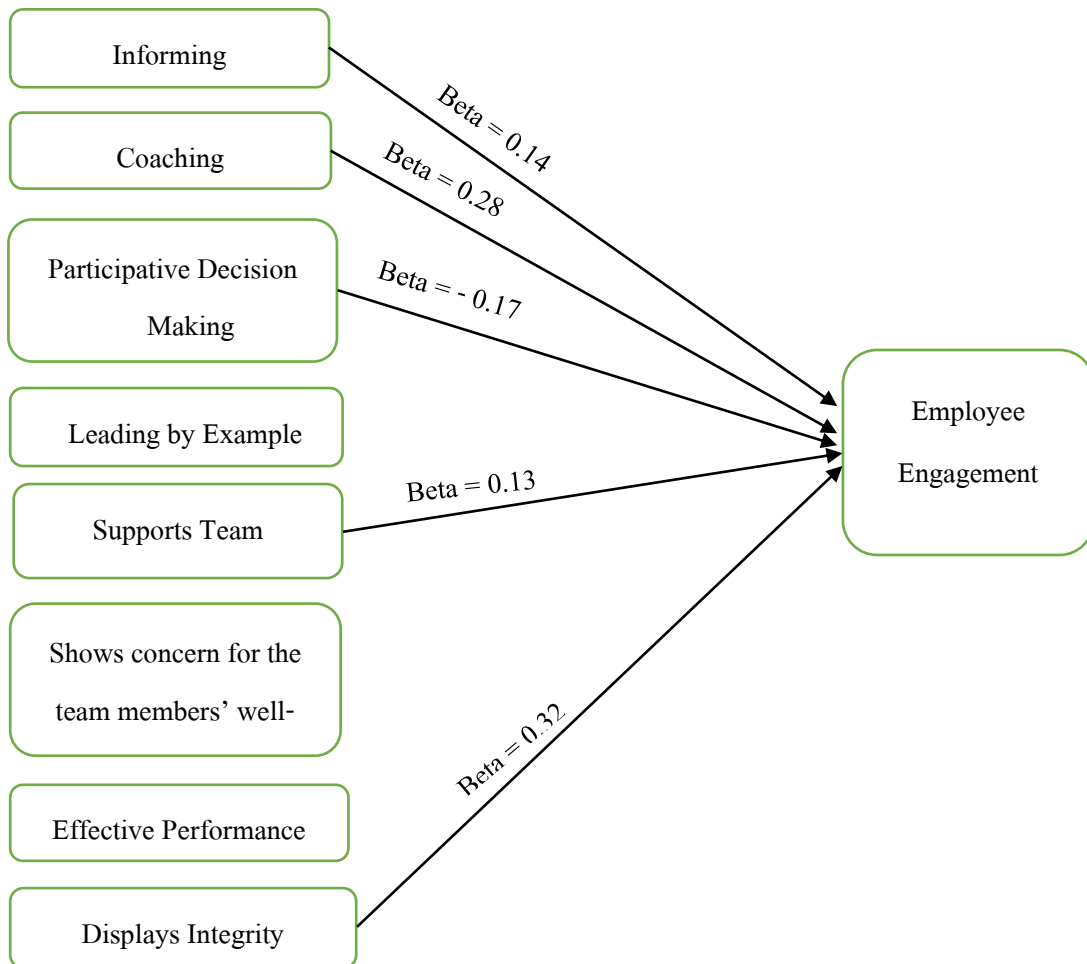 Informing
Beta = 0.14
Coaching
Beta = 0.28
Participative Decision
Making
Beta = - 0.17
Leading by Example
Supports Team
Beta = 0.13
Shows concern for the
team members’ well-
Effective Performance
Displays Integrity
Beta = 0.32
Employee
Engagement